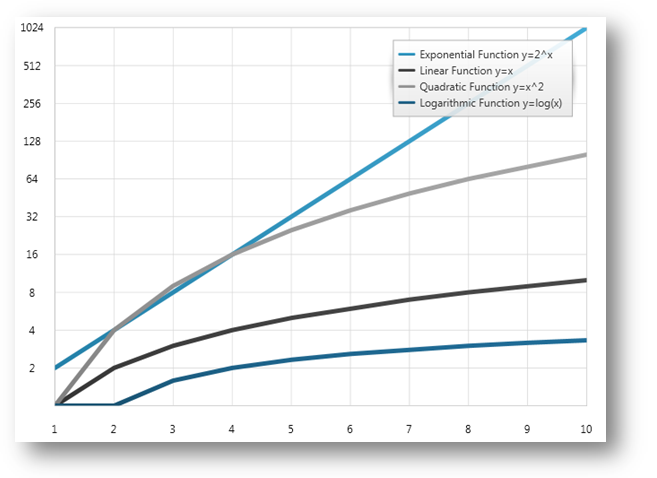 1024
512
256
128
64
32
16
8
4
2
Exponential Function y=2^x
Linear Function y=x
Quadratic Function y=x^2
Logarithmic Function y=log(x)
1 2 3 4 5 6 7 8 9 10